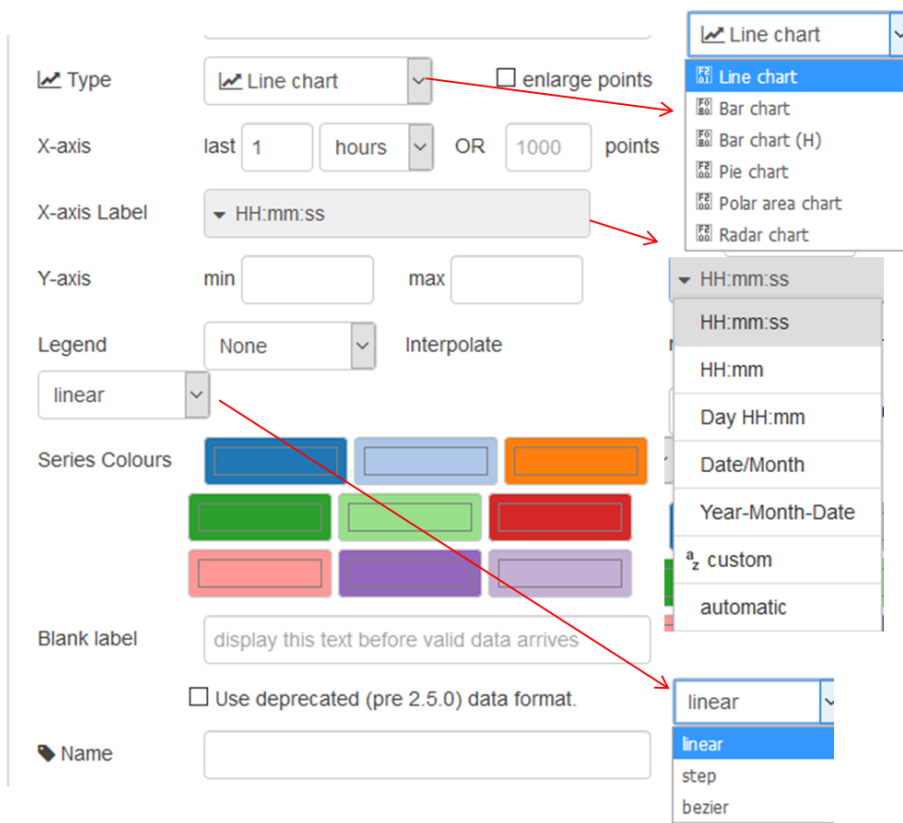 Line chart
Type Line chart enlarge points
Line chart
Bar chart
Bar chart (H)
Pie chart
Polar area chart
Radar chart
X-axis last 1 hours OR 1000 points
X-axis Label HH:mm:ss
Y-axis min max
HH:mm:ss
HH:mm:ss
HH:mm
Day HH:mm
Date/Month
Year-Month-Date
az custom
automatic
Legend None Interpolate
linear
Series Colours
Blank label display this text before valid data arrives
Use deprecated (pre 2.5.0) data format.
linear
linear
step
bezier
Name